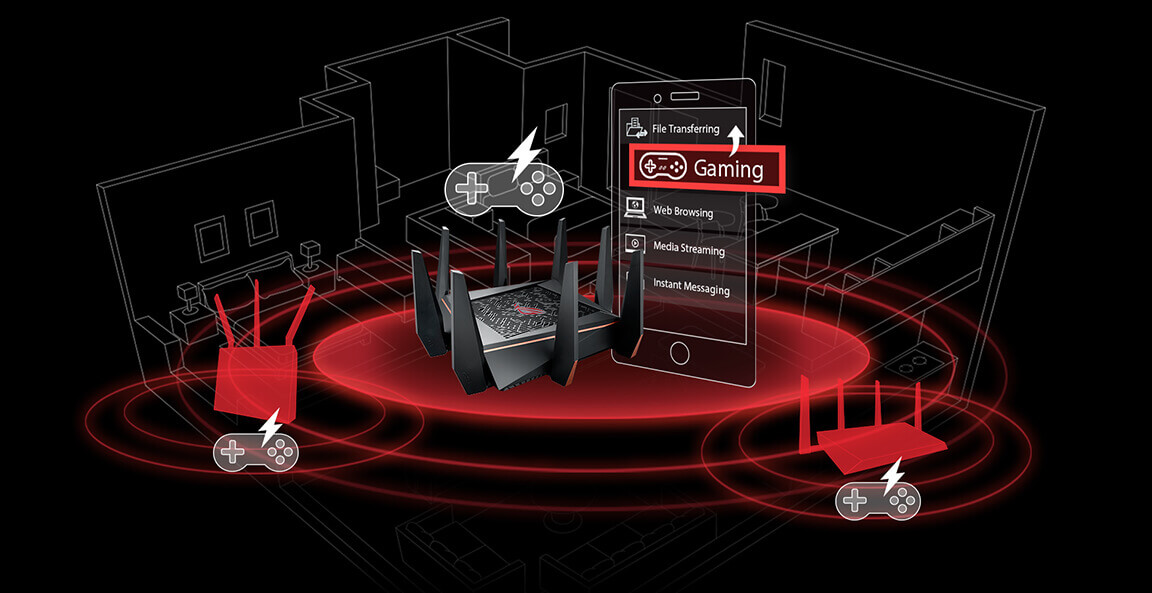 File Transferring
Gaming
Web Browsing
Media Streaming
Instant Messaging